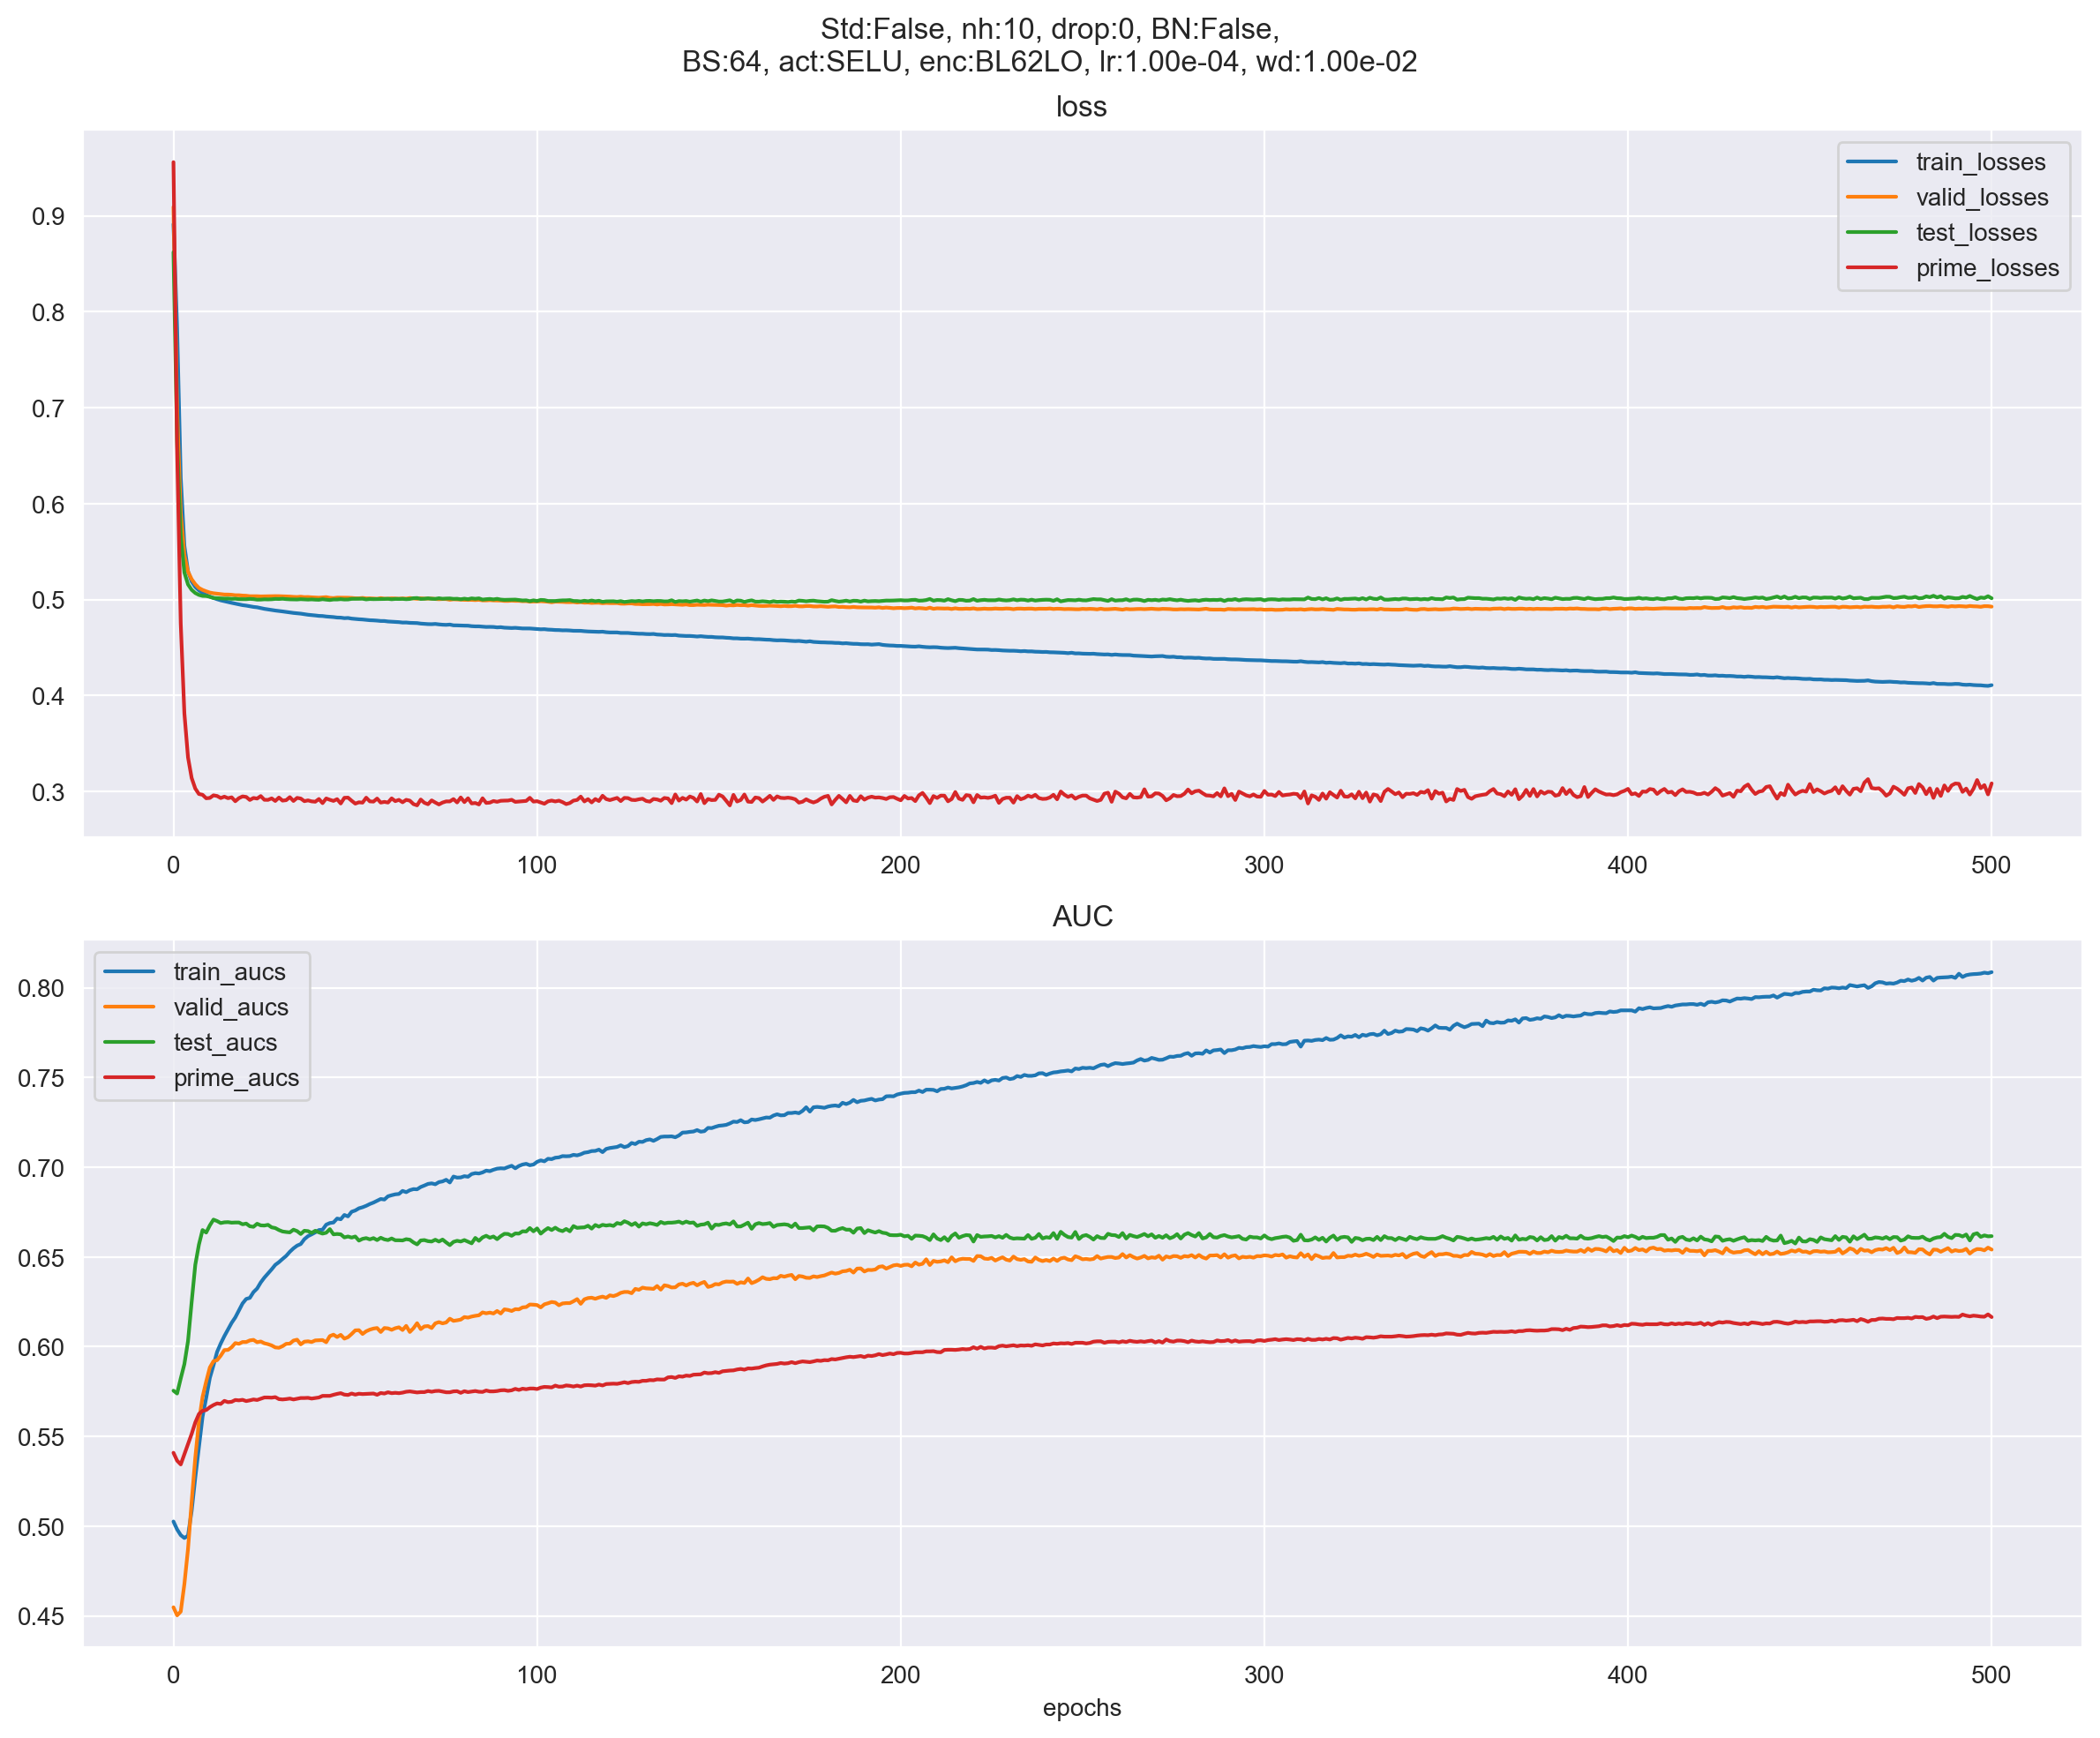 Std:False, nh:10, drop:0, BN:False,
BS:64, act:SELU, enc:BL62LO, lr:1.00e-04, wd:1.00e-02
loss
train_losses
valid_losses
test_losses
prime_losses
0.9
0.8
0.7
0.6
0.5
0.4
0.3
0 100 200 300 400 500
AUC
train_aucs
valid_aucs
test_aucs
prime_aucs
0.80
0.75
0.70
0.65
0.60
0.55
0.50
0.45
0 100 200 300 400 500
epochs